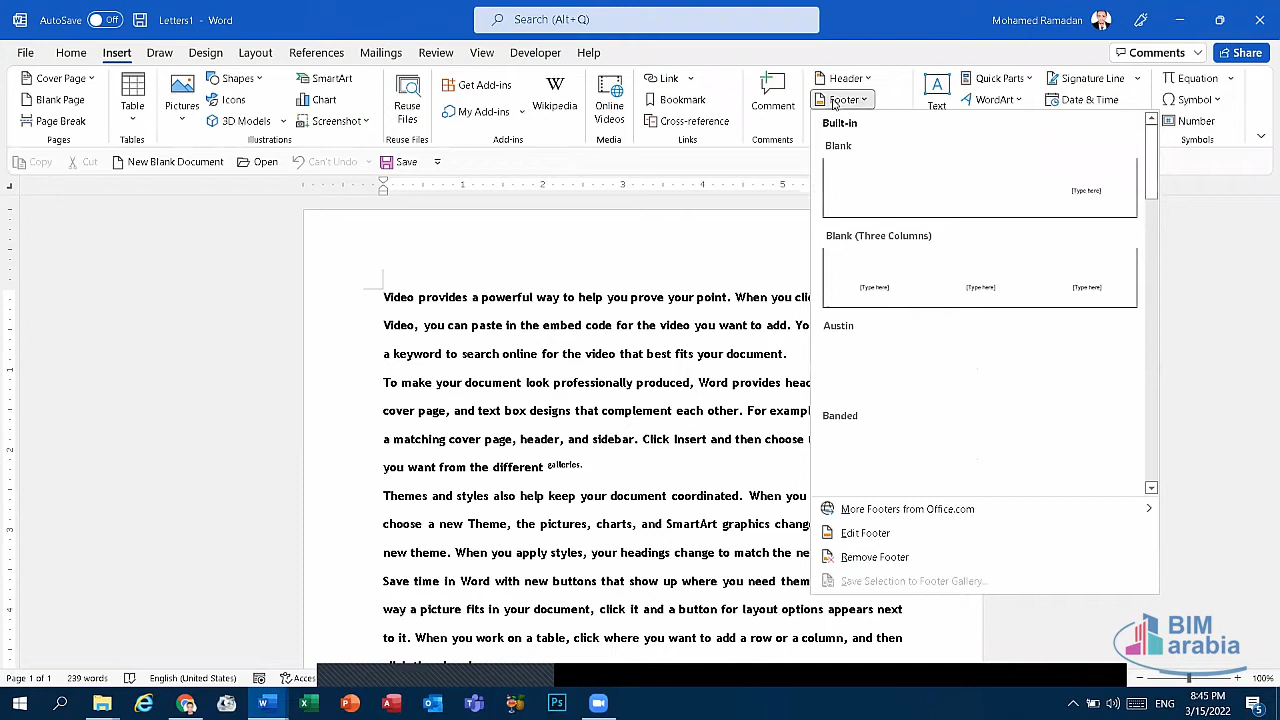 AutoSave Off Letters1 - Word Search (Alt+Q) Mohamed Ramadan
File Home Insert Draw Design Layout References Mailings Review View Developer Help Comments Share
Cover Page Shapes SmartArt Get Add-ins Link Header Quick Parts Signature Line Equation
Blank Page Icons Chart Bookmark Footer WordArt Date & Time Symbol
Page Break Table Pictures 3D Models Screenshot Reuse Files My Add-ins Wikipedia Online Videos Cross-reference Comment Text Number
Illustrations Reuse Files Add-ins Media Links Comments Symbols
Copy Cut New Blank Document Open Can't Undo Save
1 2 3 4 5
Built-in
Blank
[Type here]
Blank (Three Columns)
[Type here] [Type here] [Type here]
Austin
Banded
More Footers from Office.com
Edit Footer
Remove Footer
Save Selection to Footer Gallery...
Video provides a powerful way to help you prove your point. When you clic
Video, you can paste in the embed code for the video you want to add. Yo
a keyword to search online for the video that best fits your document.
To make your document look professionally produced, Word provides head
cover page, and text box designs that complement each other. For exampl
a matching cover page, header, and sidebar. Click Insert and then choose
you want from the different galleries.
Themes and styles also help keep your document coordinated. When you
choose a new Theme, the pictures, charts, and SmartArt graphics chang
new theme. When you apply styles, your headings change to match the ne
Save time in Word with new buttons that show up where you need them
way a picture fits in your document, click it and a button for layout options appears next
to it. When you work on a table, click where you want to add a row or a column, and then
1
2
3
4
BIM
arabia
Page 1 of 1 239 words English (United States) Acces 100%
8:45 PM
3/15/2022
5